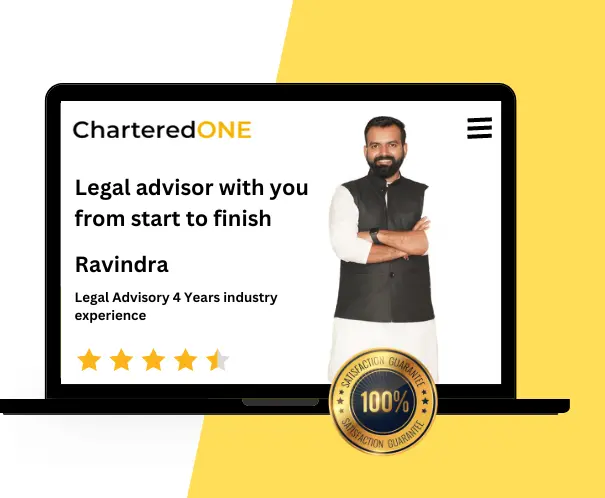 CharteredONE
Legal advisor with you
from start to finish
Ravindra
Legal Advisory 4 Years industry
experience
SATISFACTION GUARANTEE
100%
SATISFACTION GUARANTEE